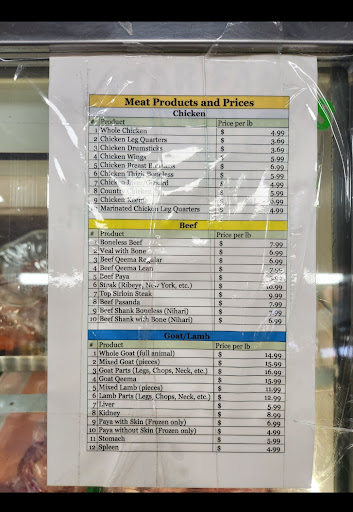 Meat Products and Prices
Chicken
# Product Price per lb
1 Whole Chicken $ 4.99
2 Chicken Leg Quarters $ 3.69
3 Chicken Drumsticks $ 3.69
4 Chicken Wings $ 5.99
5 Chicken Breast Boneless $ 6.99
6 Chicken Thigh Boneless $ 5.99
7 Chicken $ 4.99
8 Country Chicken $ 5.99
9 Chicken Keema $ 6.99
Marinated Chicken Leg Quarters $ 4.99
Beef
# Product Price per lb
1 Boneless Beef $ 7.99
2 Veal with Bone $ 6.99
3 Beef Qeema Regular $ 6.99
4 Beef Qeema Lean $
5 Beef Paya $
6 Steak (Ribeye, New York, etc.) $
7 Top Sirloin Steak $ 9.99
8 Beef Pasanda $ 7.99
9 Beef Shank Boneless (Nihari) $ 7.99
10 Beef Shank with Bone (Nihari) $ 6.99
Goat/Lamb
# Product Price per lb
1 Whole Goat (full animal) $ 14.99
2 Mixed Goat (pieces) $ 15.99
3 Goat Parts (Legs, Chops, Neck, etc.) $ 16.99
4 Goat Qeema $ 15.99
5 Mixed Lamb (pieces) $ 11.99
6 Lamb Parts (Legs, Chops, Neck, etc.) $ 12.99
7 Liver $ 5.99
8 Kidney $ 8.99
9 Paya with Skin (Frozen only) $ 6.99
10 Paya without Skin (Frozen only) $ 4.99
11 Stomach $ 5.99
12 Spleen $ 4.99